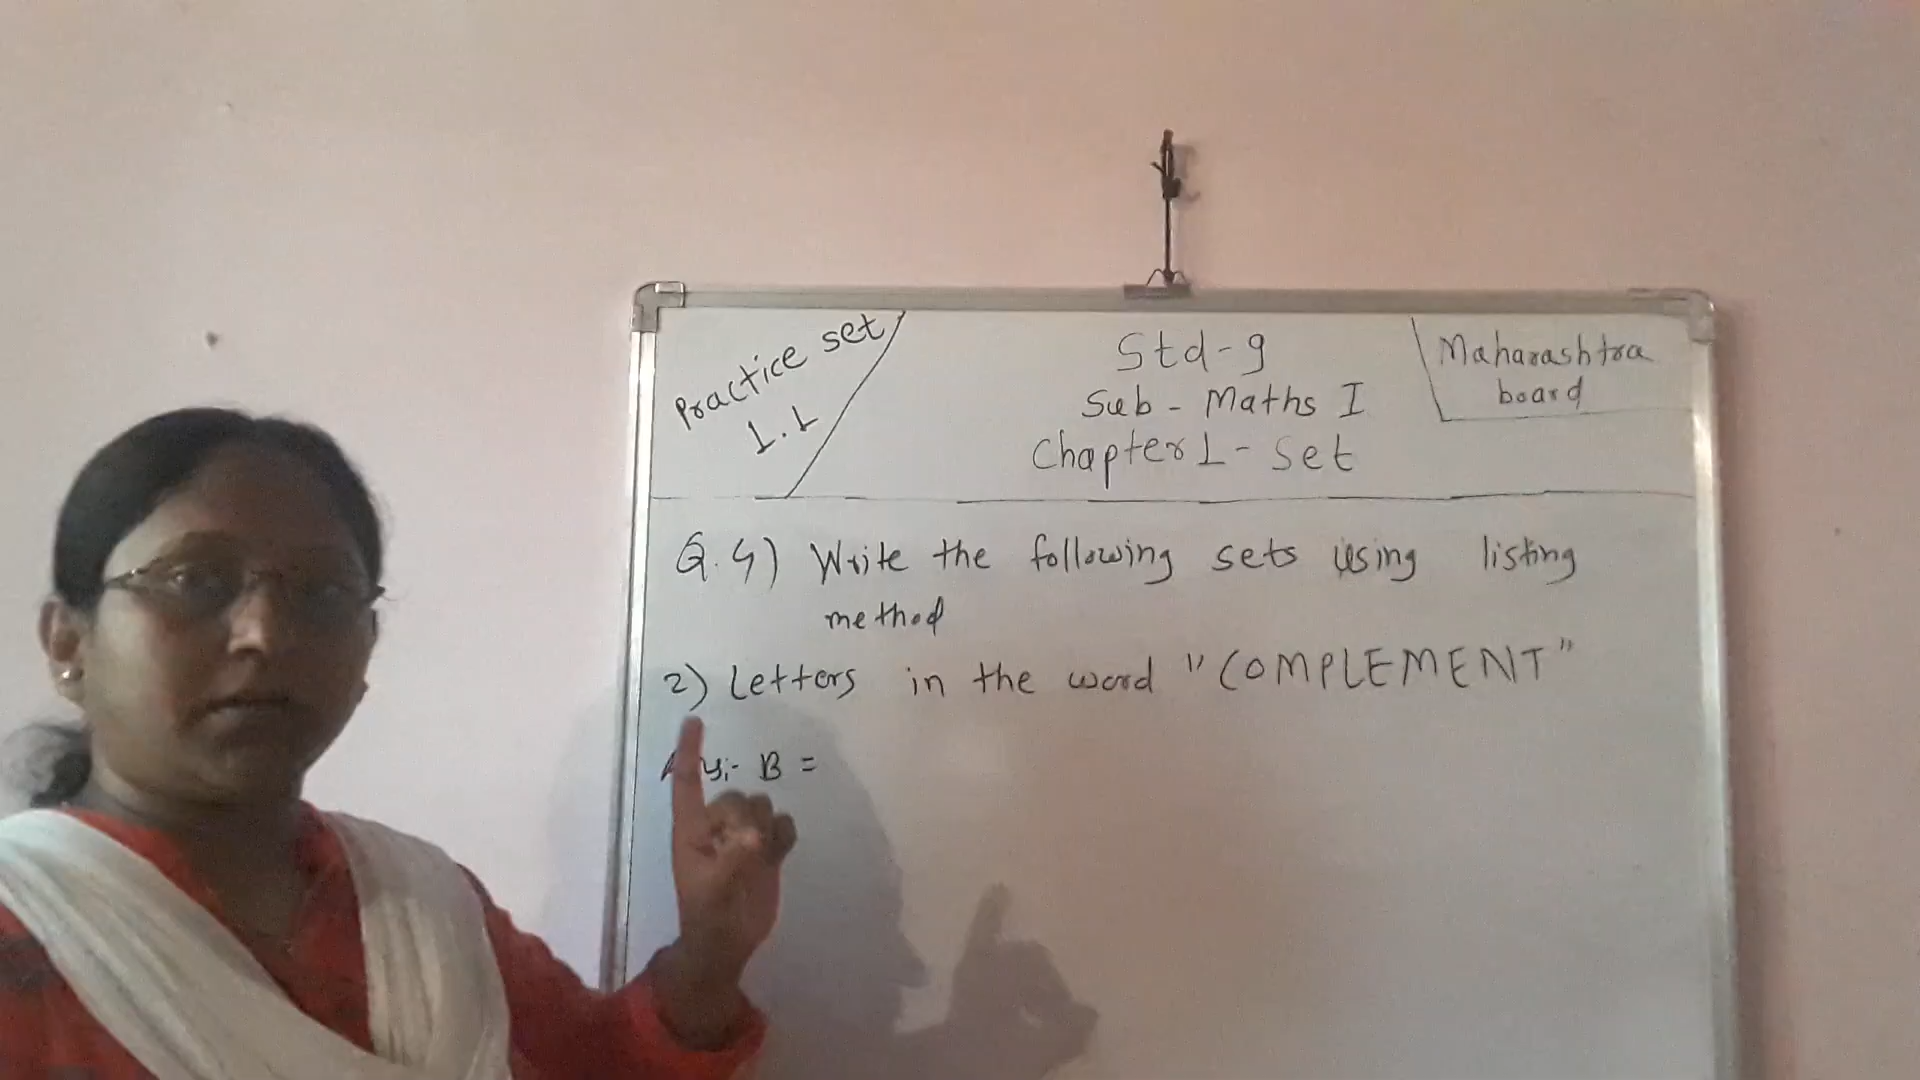 Practice set
1.1
Std-9
Sub - Maths I
Chapter 1 - Set
Maharashtra
board
Q.4) Write the following sets using listing
method
2) Letters in the word "COMPLEMENT"
B =